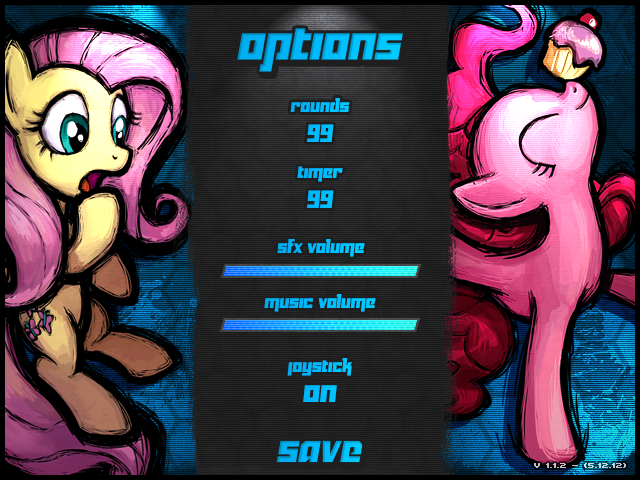 options
rounds
99
timer
99
sfx volume
music volume
joystick
on
save
V 1.1.2 - (5.12.12)